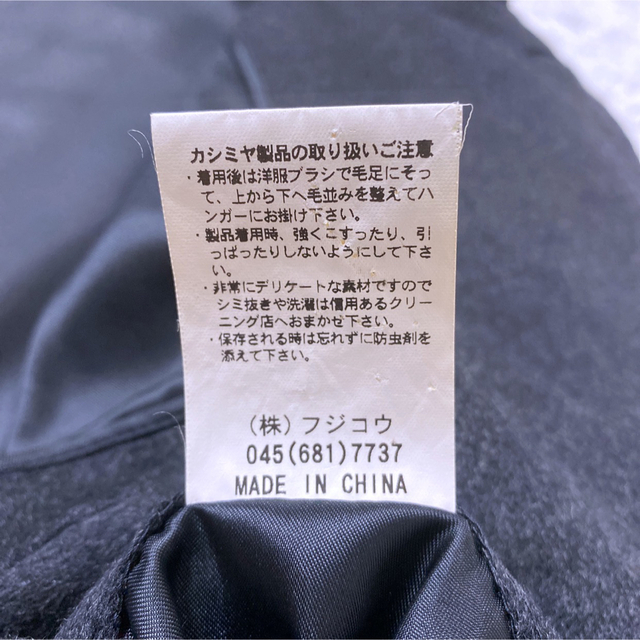 カシミヤ製品の取り扱いご注意
・着用後は洋服ブラシで毛足にそっ
て、上から下へ毛並みを整えてハ
ンガーにお掛け下さい。
・製品着用時、強くこすったり、引
っぱったりしないようにして下さ
い。
・非常にデリケートな素材ですので
シミ抜きや洗濯は信用あるクリー
ニング店へおまかせ下さい。
・保存される時は忘れずに防虫剤を
添えて下さい。
(株) フジコウ
045(681)7737
MADE IN CHINA